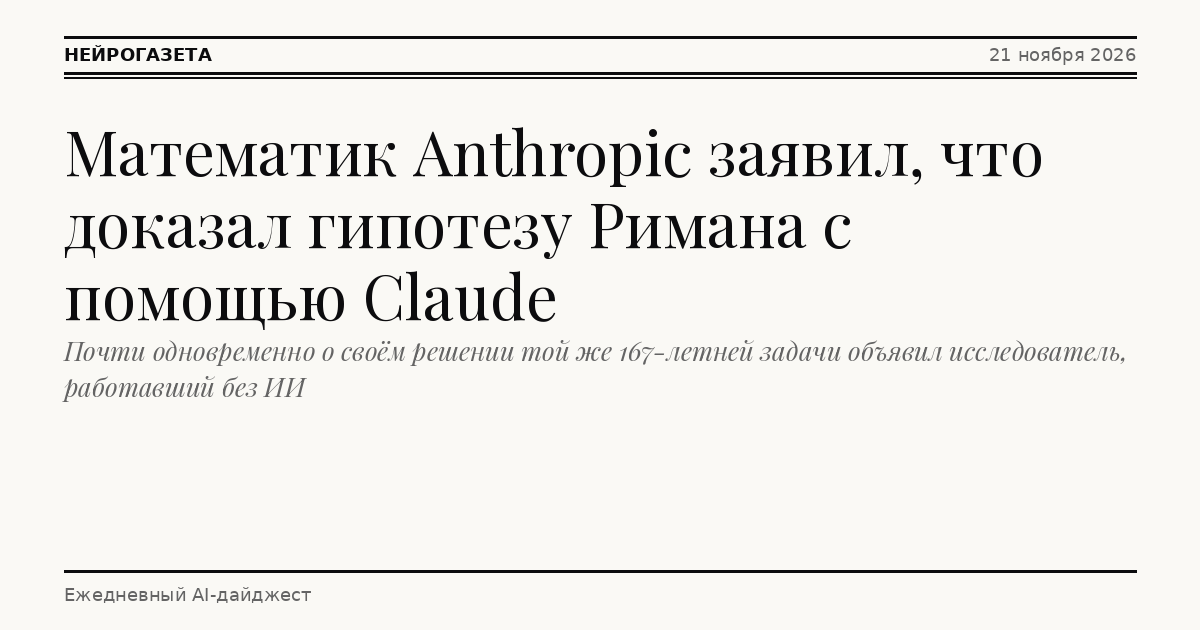 НЕЙРОГАЗЕТА
21 ноября 2026
Математик Anthropic заявил, что
доказал гипотезу Римана с
помощью Claude
Почти одновременно о своём решении той же 167-летней задачи объявил исследователь,
работавший без ИИ
Ежедневный AI-дайджест